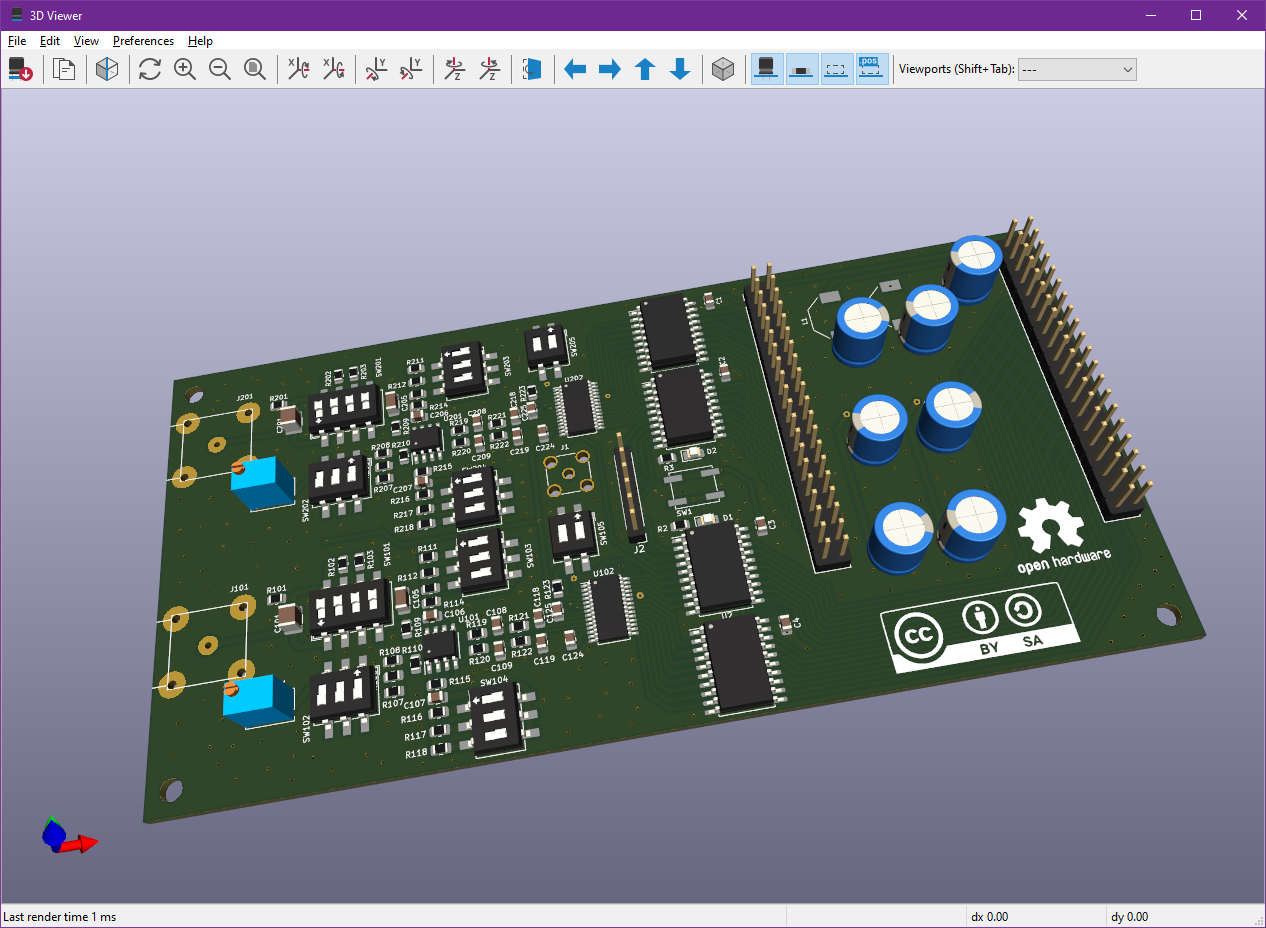 3D Viewer
File Edit View Preferences Help
Viewports (Shift+Tab): ---
C1
L1
C2
SW205
SW203
R211
SW201
R203
R202
R212
C205
U202
R223
C218
C225
J201
R201
R214
C206
U201
C208
R219
R221
R209
R210
R220
R222
C209
C219
C224
R208
R207
R215
C207
R216
R217
R218
SW202
J1
J2
D2
R3
SW1
D1
R2
C3
SW105
SW103
R111
SW101
R103
R102
R112
C105
U102
R123
C118
C125
J101
R101
R114
C106
U101
C108
R119
R121
R109
R110
R120
R122
C109
C119
C124
R108
R107
R115
C107
R116
R117
R118
SW104
SW102
C4
open hardware
CC
BY SA
Last render time 1 ms
dx 0.00
dy 0.00